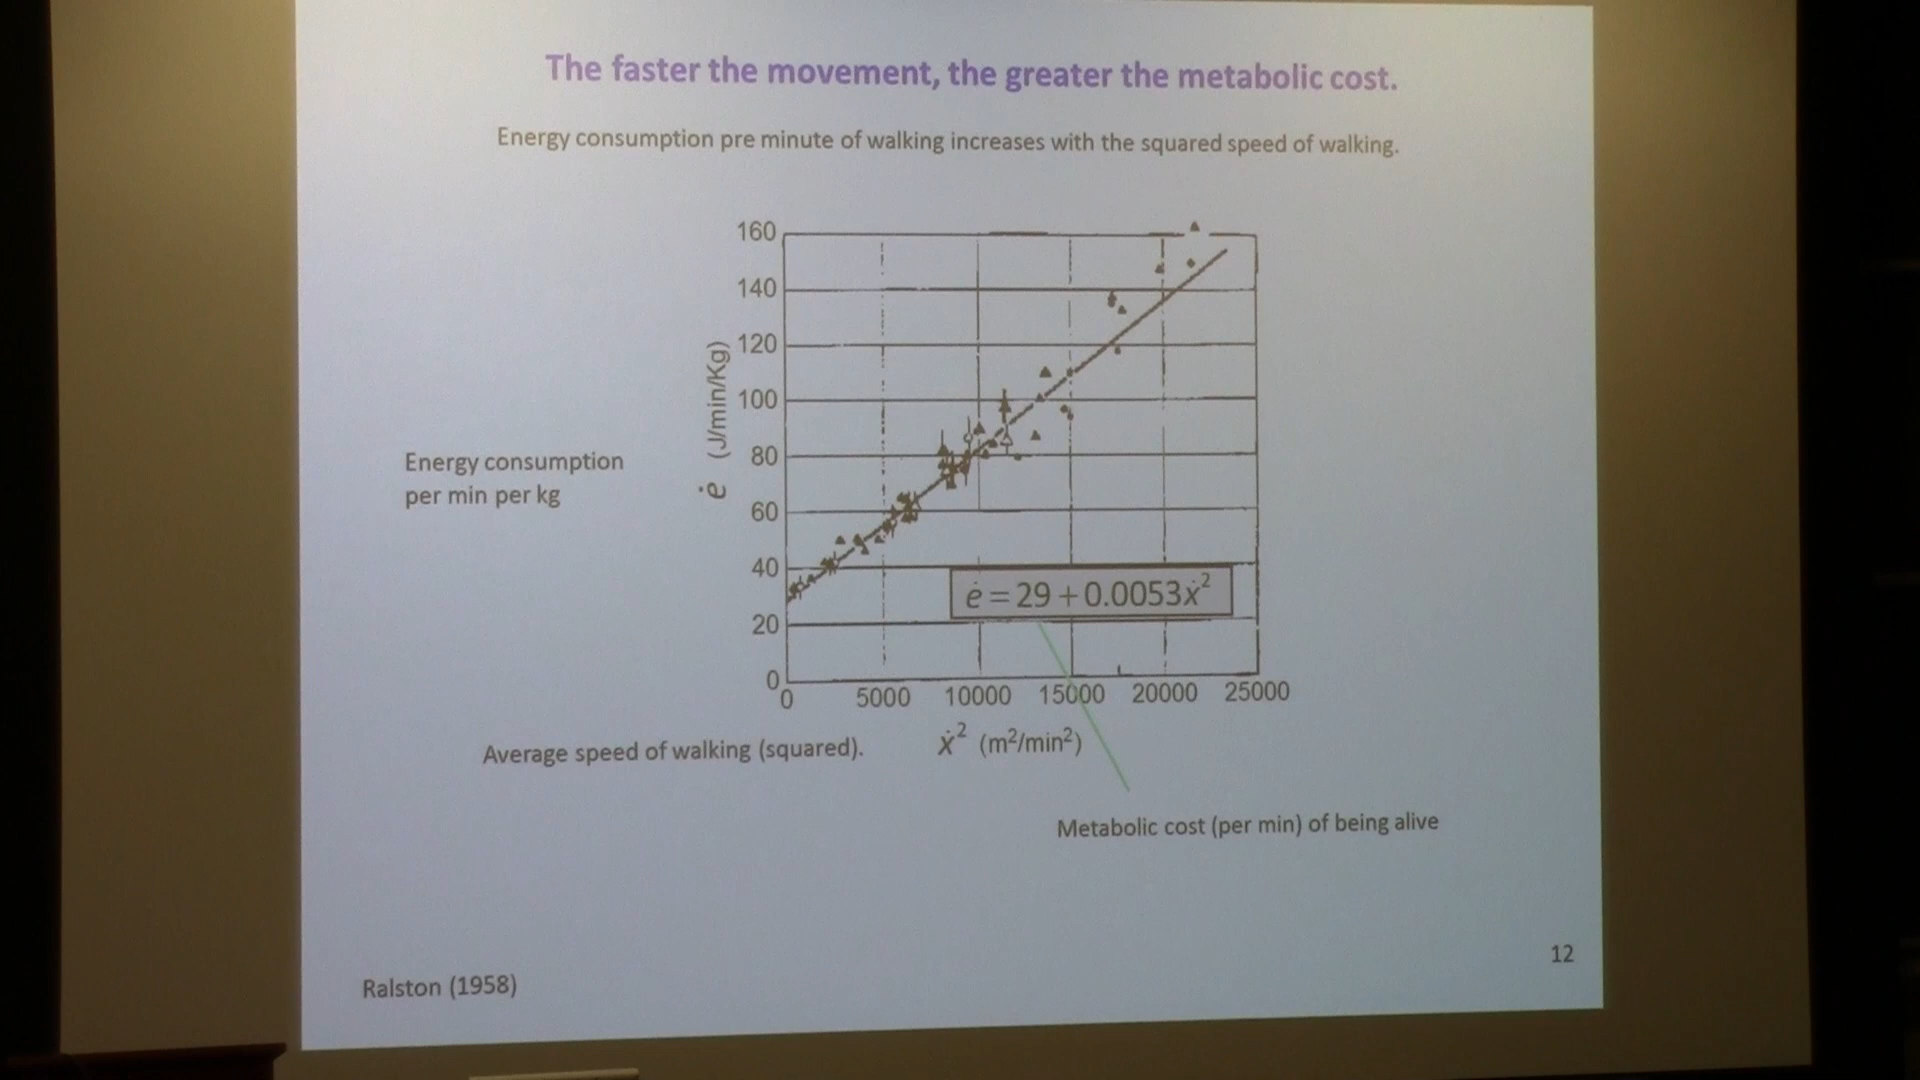 The faster the movement, the greater the metabolic cost.
Energy consumption pre minute of walking increases with the squared speed of walking.
160
140
120
100
80
60
40
20
0
ė (J/min/Kg)
Energy consumption
per min per kg
ė = 29 + 0.0053ẋ²
0 5000 10000 15000 20000 25000
Average speed of walking (squared).
ẋ² (m²/min²)
Metabolic cost (per min) of being alive
12
Ralston (1958)